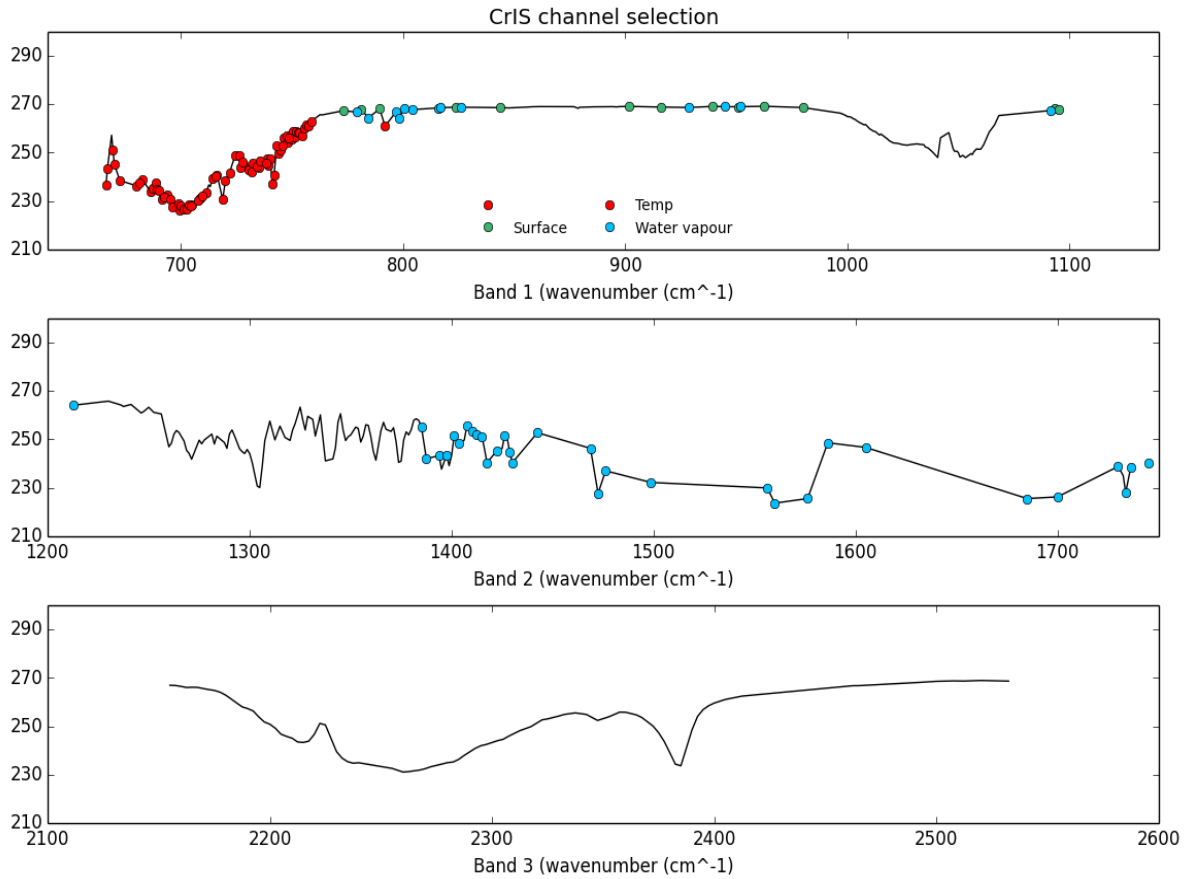 CrIS channel selection
290
270
250
230
210
Temp
Surface Water vapour
700 800 900 1000 1100
Band 1 (wavenumber (cm^-1)
290
270
250
230
210
1200 1300 1400 1500 1600 1700
Band 2 (wavenumber (cm^-1)
290
270
250
230
210
2100 2200 2300 2400 2500 2600
Band 3 (wavenumber (cm^-1)